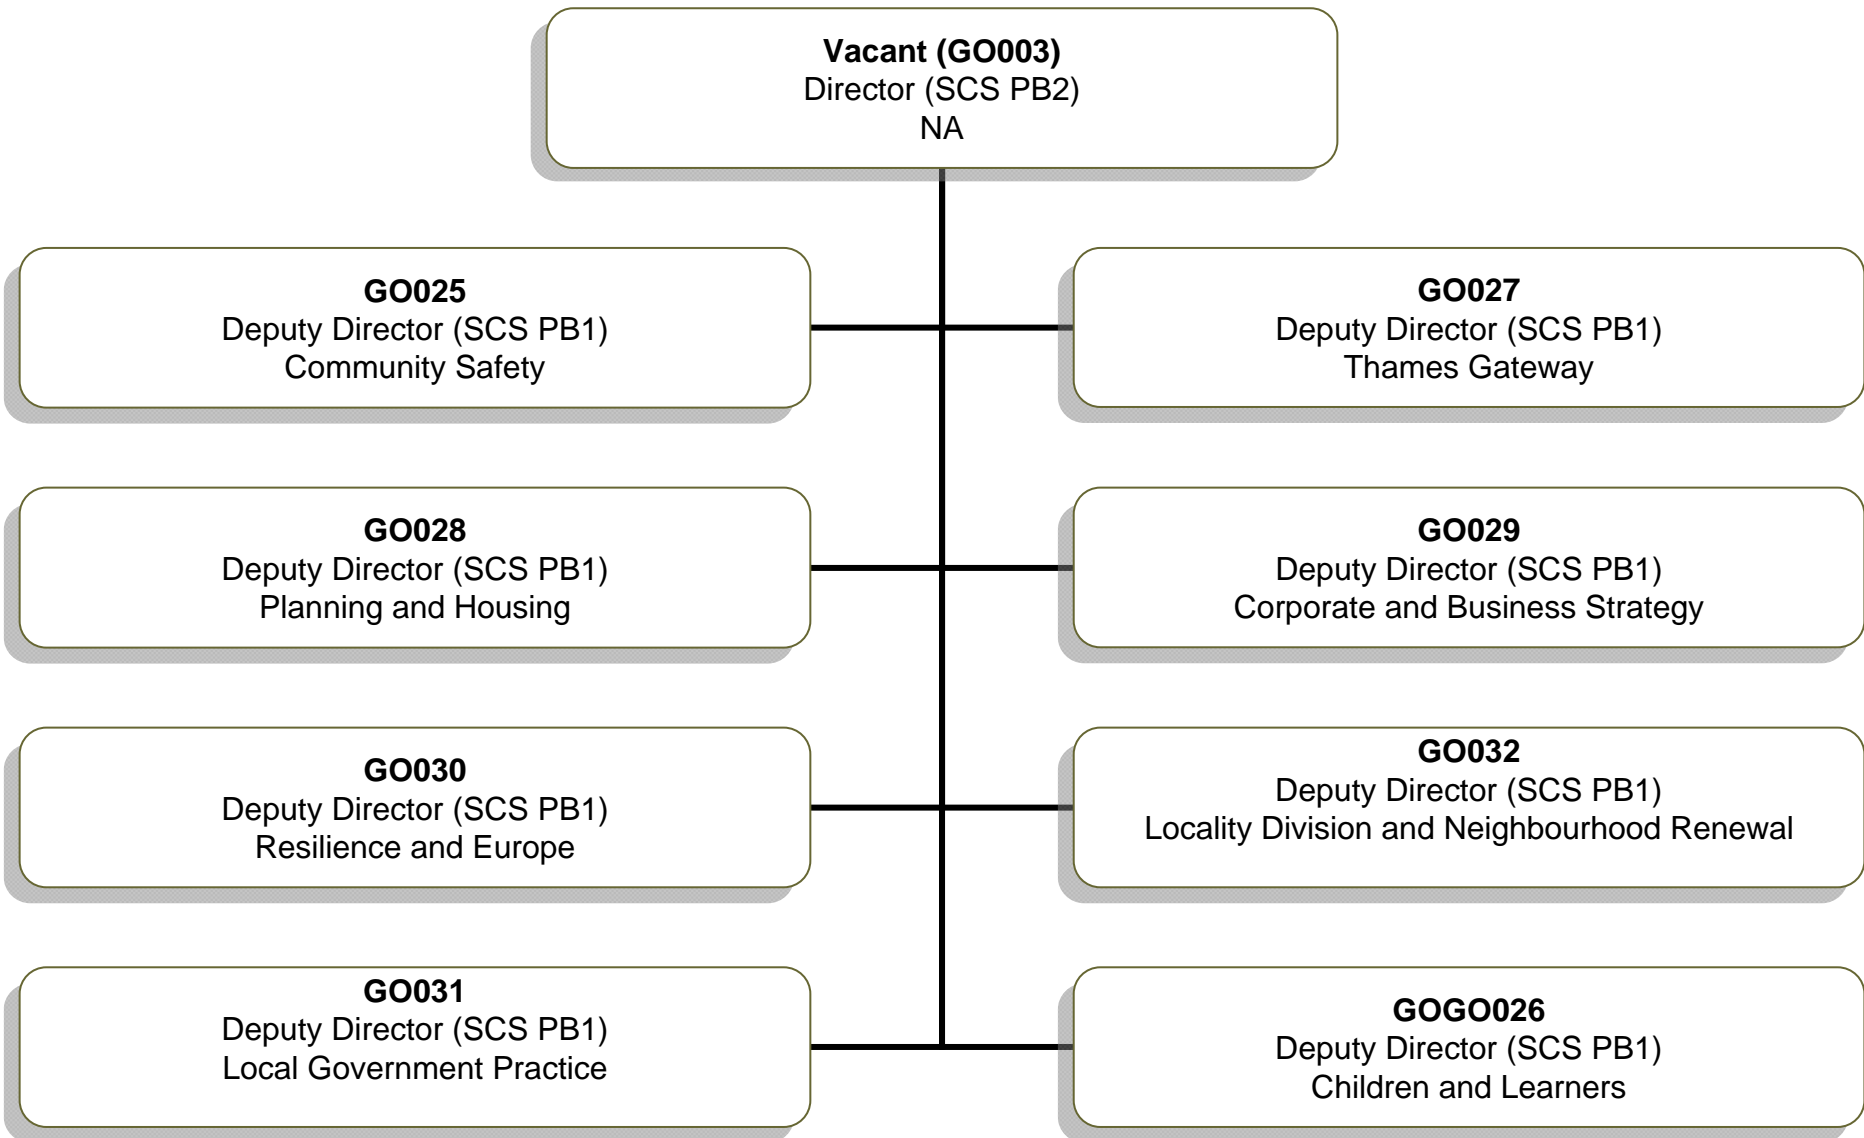 Vacant (GO003)
Director (SCS PB2)
NA
GO025
Deputy Director (SCS PB1)
Community Safety
GO027
Deputy Director (SCS PB1)
Thames Gateway
GO028
Deputy Director (SCS PB1)
Planning and Housing
GO029
Deputy Director (SCS PB1)
Corporate and Business Strategy
GO030
Deputy Director (SCS PB1)
Resilience and Europe
GO032
Deputy Director (SCS PB1)
Locality Division and Neighbourhood Renewal
GO031
Deputy Director (SCS PB1)
Local Government Practice
GOGO026
Deputy Director (SCS PB1)
Children and Learners